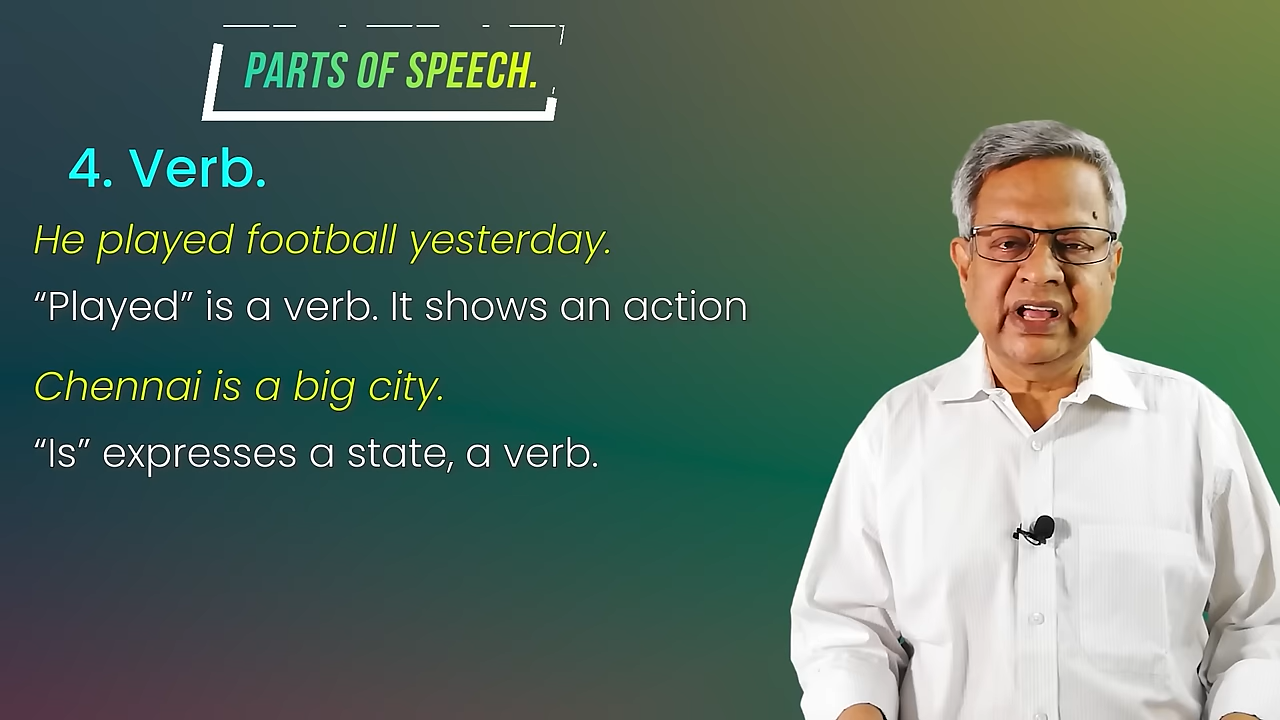 PARTS OF SPEECH.
4. Verb.
He played football yesterday.
“Played” is a verb. It shows an action
Chennai is a big city.
“Is” expresses a state, a verb.